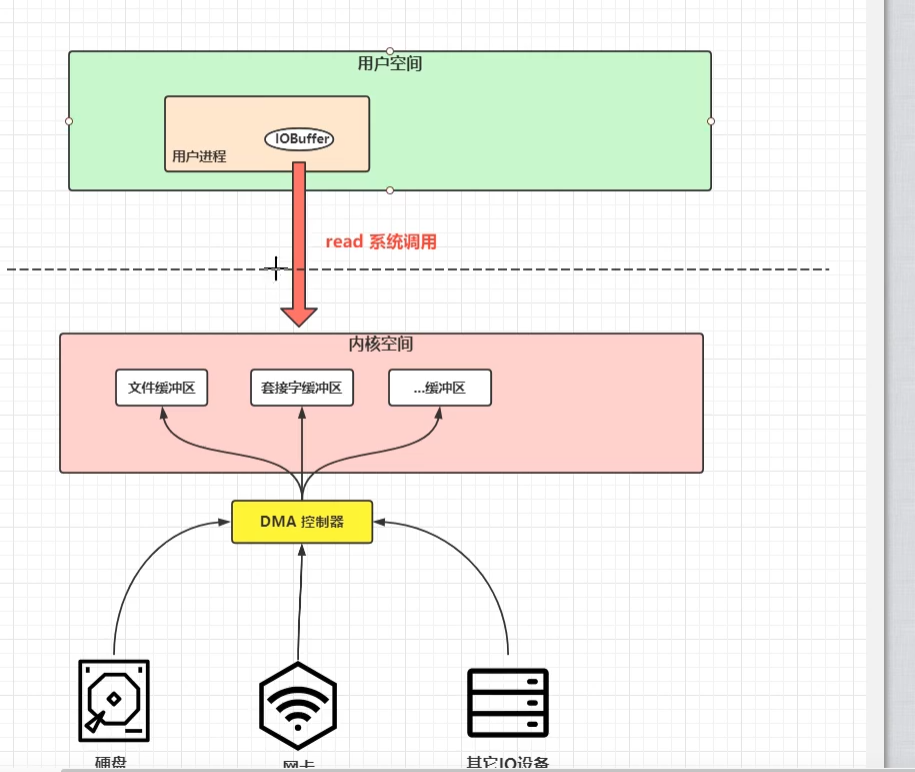 用户空间
IOBuffer
用户进程
read 系统调用
内核空间
文件缓冲区
套接字缓冲区
...缓冲区
DMA 控制器
硬盘
网卡
其它IO设备